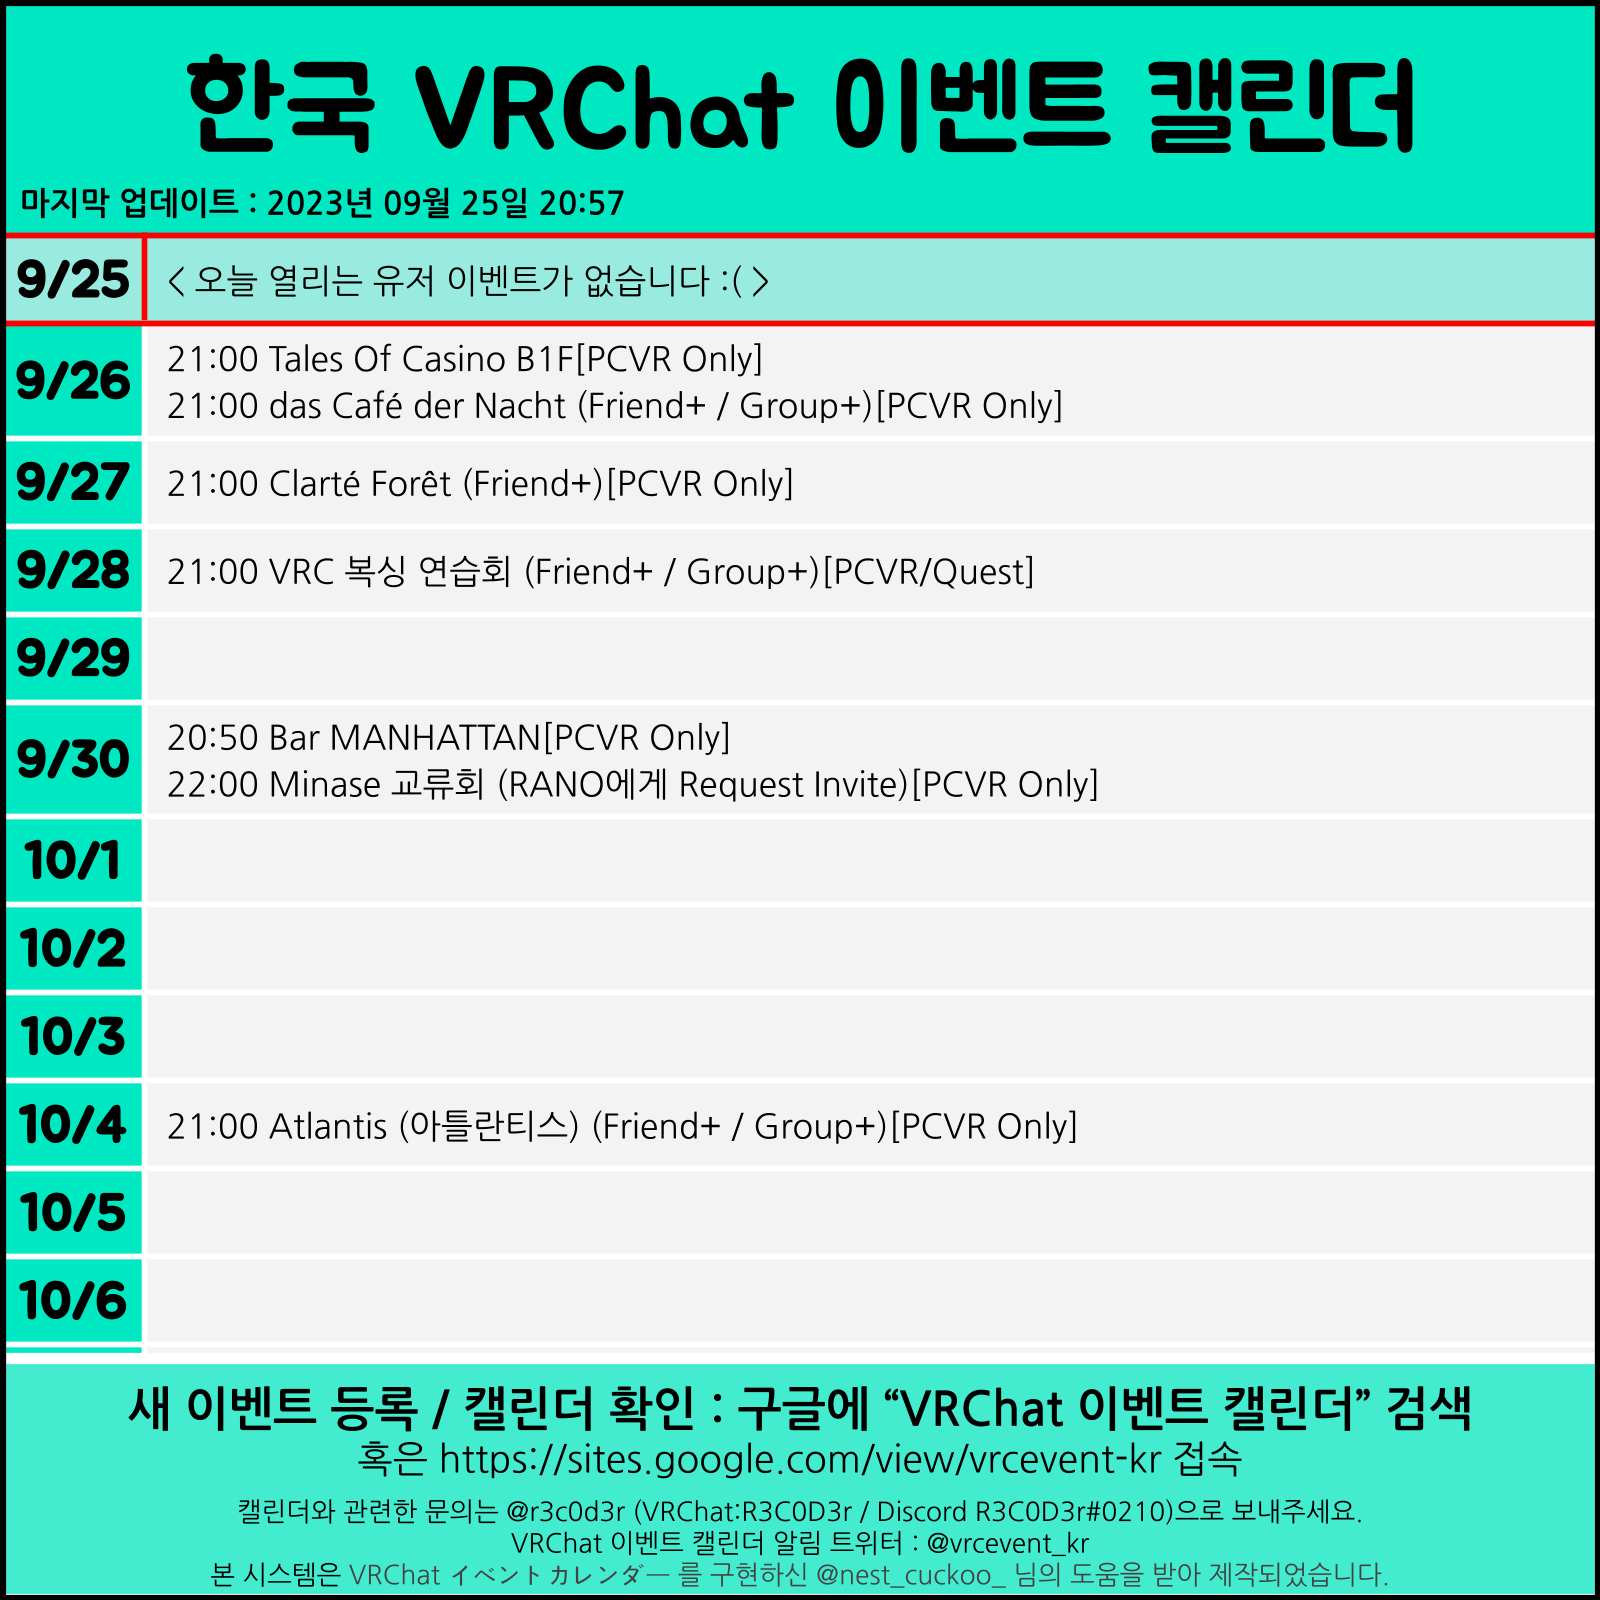 한국 VRChat 이벤트 캘린더
마지막 업데이트 : 2023년 09월 25일 20:57
9/25
< 오늘 열리는 유저 이벤트가 없습니다 :( >
9/26
21:00 Tales Of Casino B1F[PCVR Only]
21:00 das Café der Nacht (Friend+ / Group+)[PCVR Only]
9/27
21:00 Clarté Forêt (Friend+)[PCVR Only]
9/28
21:00 VRC 복싱 연습회 (Friend+ / Group+)[PCVR/Quest]
9/29
9/30
20:50 Bar MANHATTAN[PCVR Only]
22:00 Minase 교류회 (RANO에게 Request Invite)[PCVR Only]
10/1
10/2
10/3
10/4
21:00 Atlantis (아틀란티스) (Friend+ / Group+)[PCVR Only]
10/5
10/6
새 이벤트 등록 / 캘린더 확인 : 구글에 “VRChat 이벤트 캘린더” 검색
혹은 https://sites.google.com/view/vrcevent-kr 접속
캘린더와 관련한 문의는 @r3c0d3r (VRChat:R3C0D3r / Discord R3C0D3r#0210)으로 보내주세요.
VRChat 이벤트 캘린더 알림 트위터 : @vrcevent_kr
본 시스템은 VRChat イベントカレンダー 를 구현하신 @nest_cuckoo_ 님의 도움을 받아 제작되었습니다.